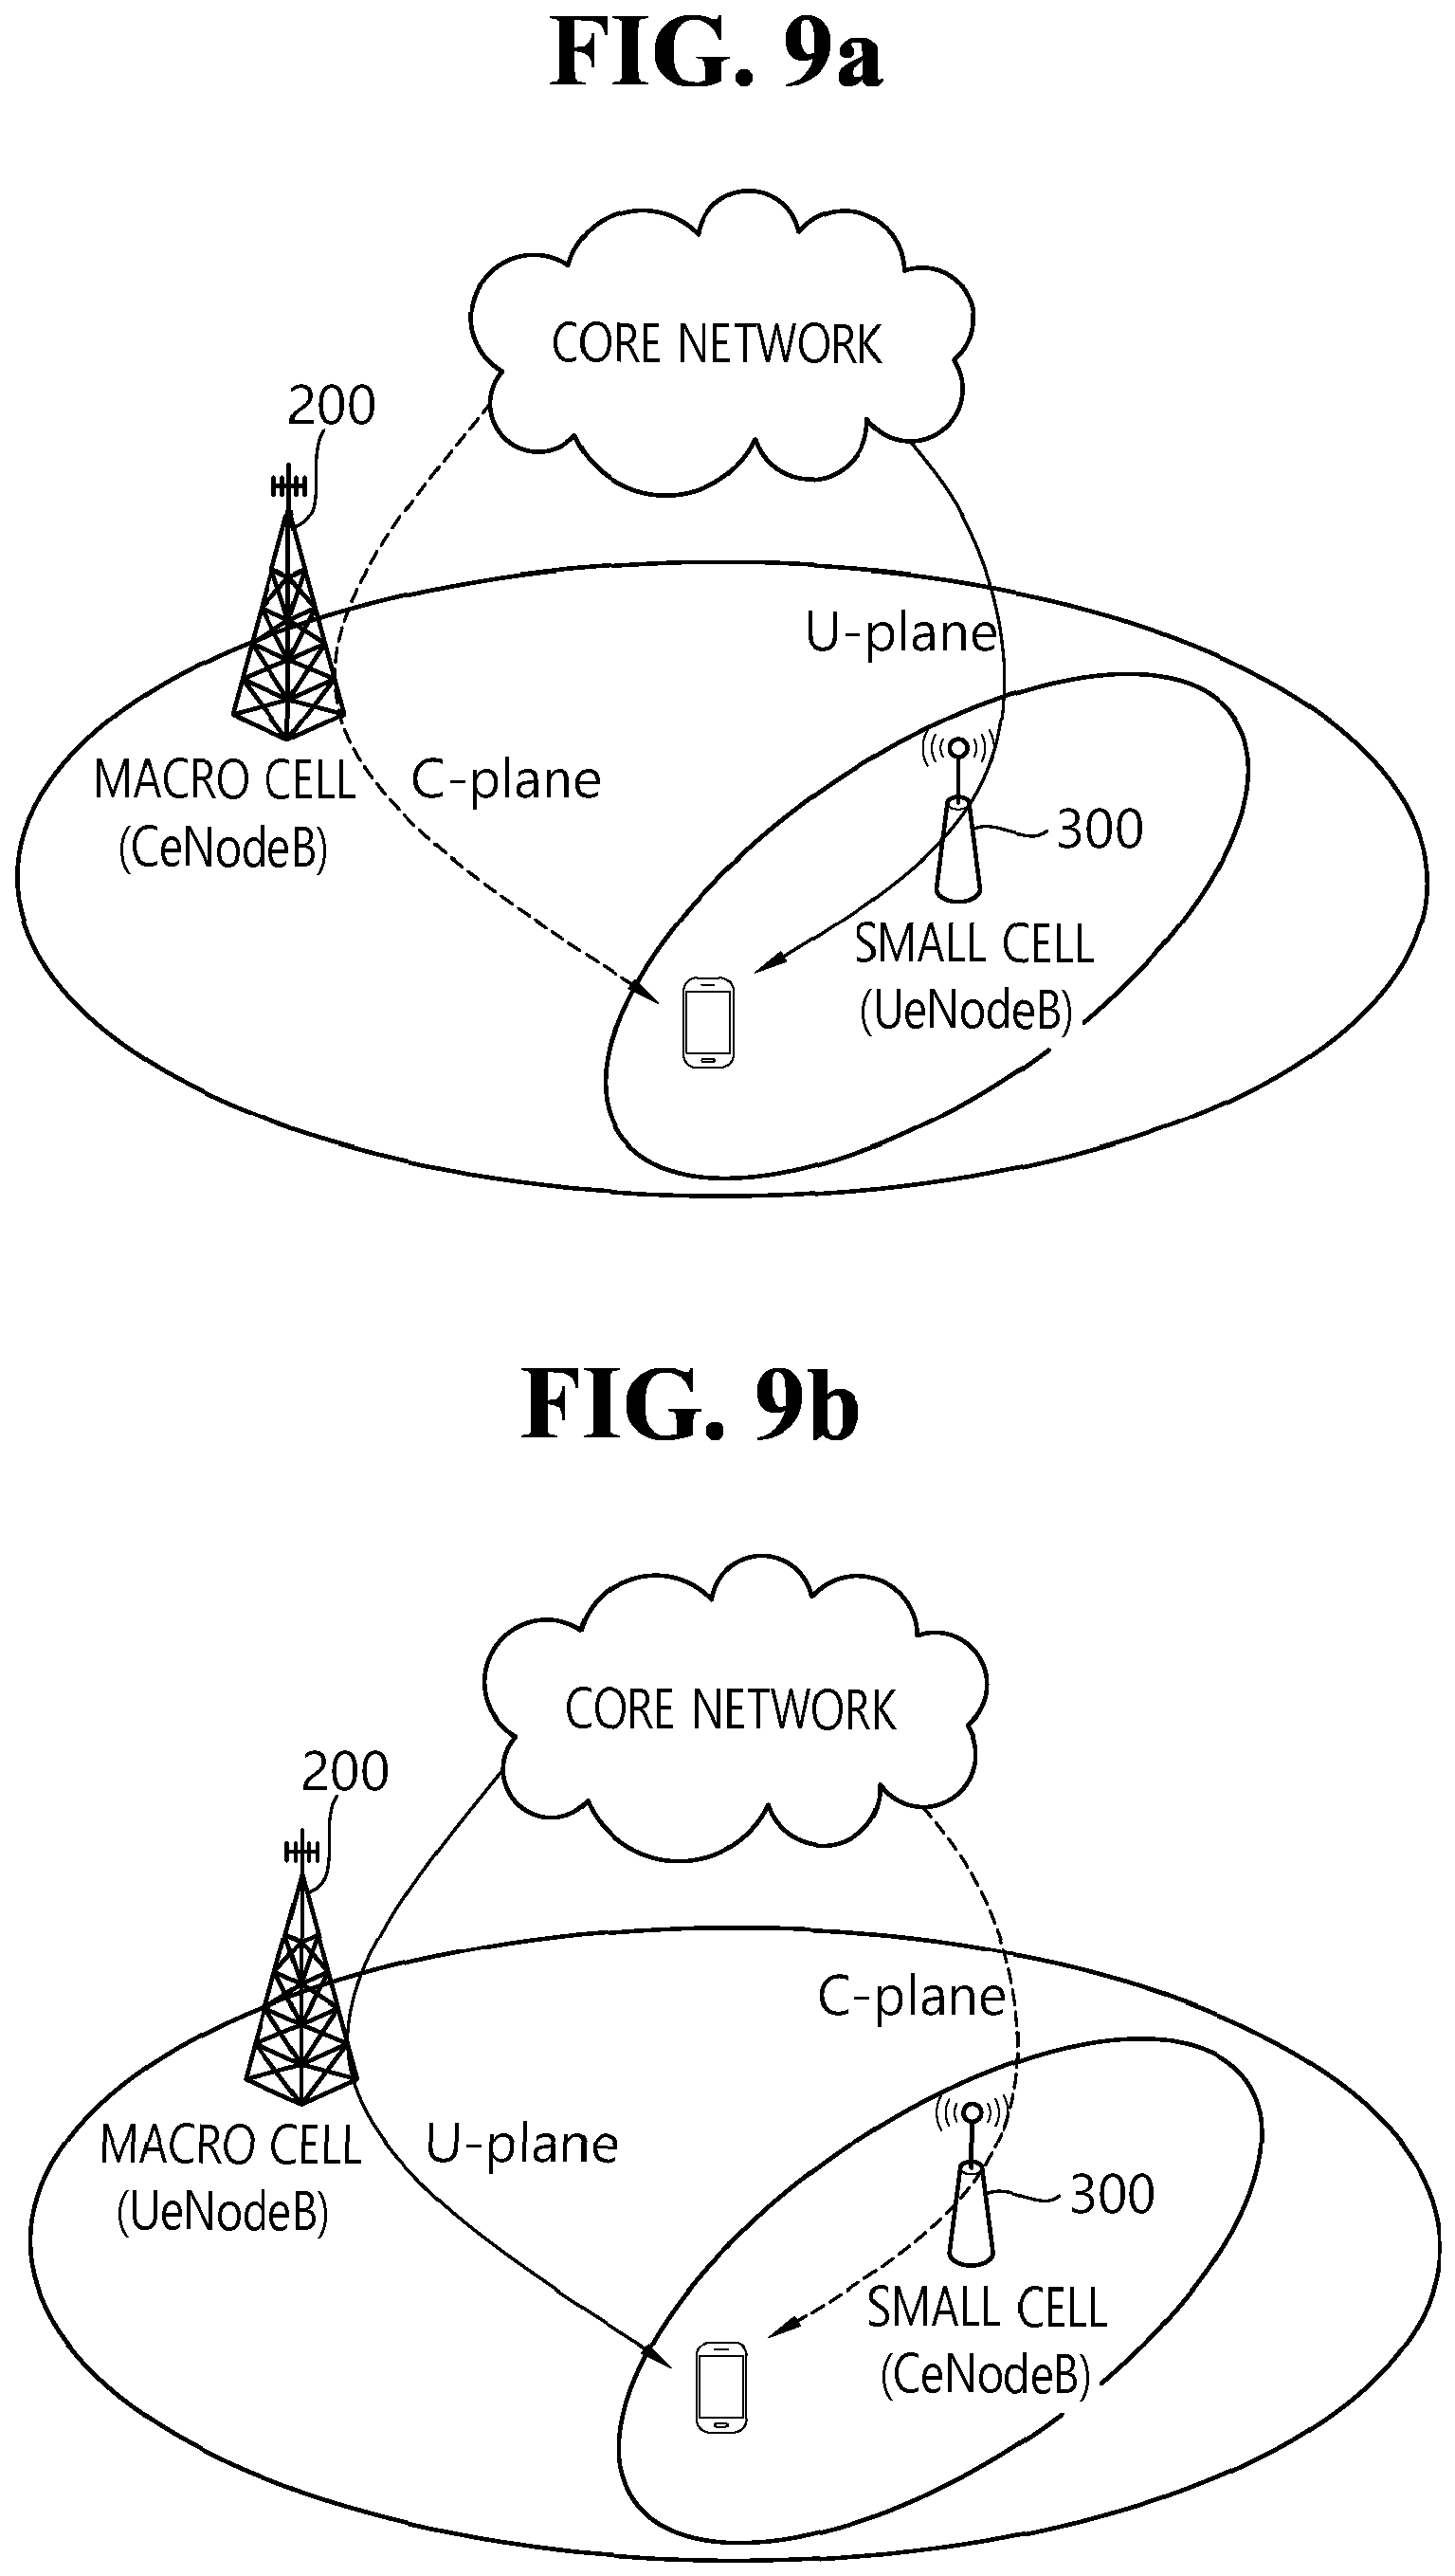 FIG. 9a
CORE NETWORK
200
U-plane
MACRO CELL
(CeNodeB)
C-plane
300
SMALL CELL
(UeNodeB)
FIG. 9b
CORE NETWORK
200
C-plane
MACRO CELL
(UeNodeB)
U-plane
300
SMALL CELL
(CeNodeB)